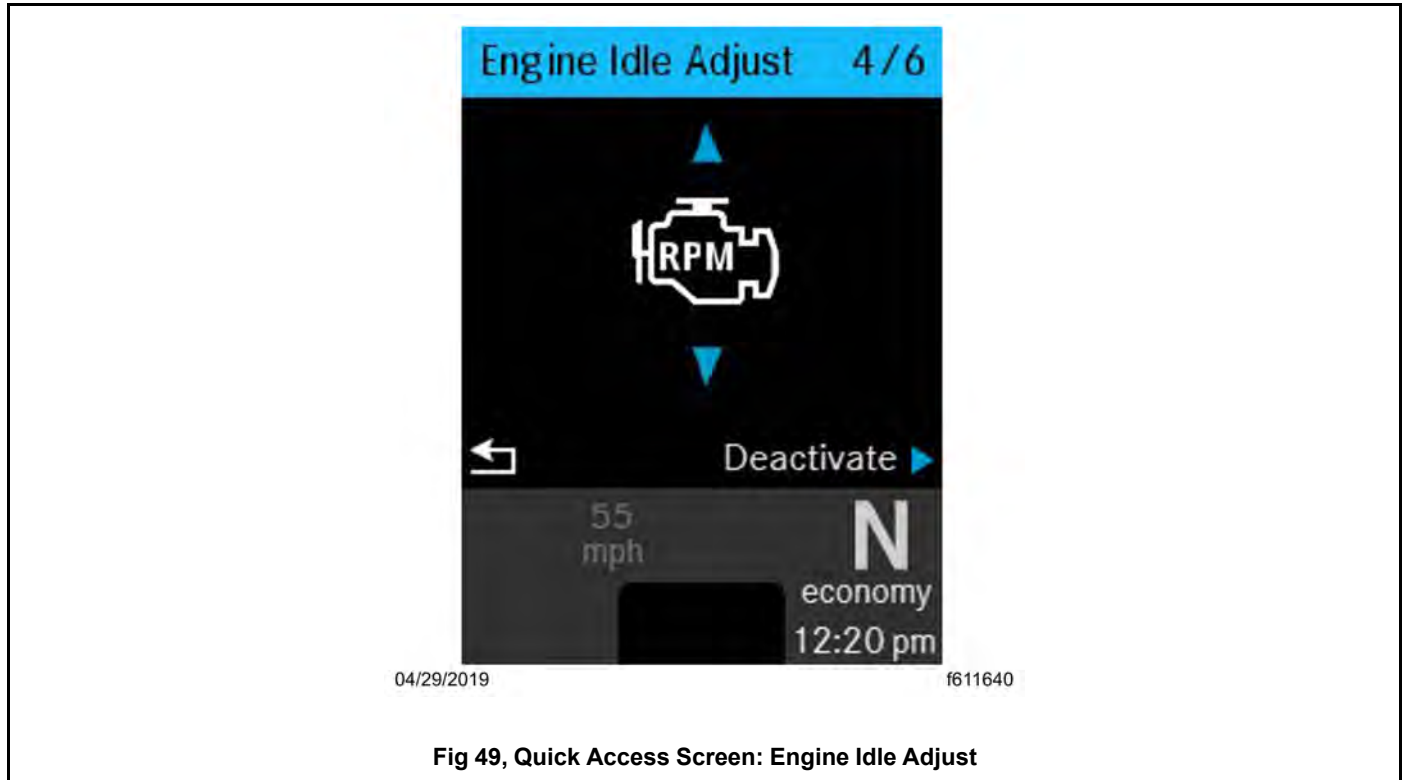 Engine Idle Adjust 4/6
RPM
Deactivate
55
mph
N
economy
12:20 pm
04/29/2019 f611640
Fig 49, Quick Access Screen: Engine Idle Adjust